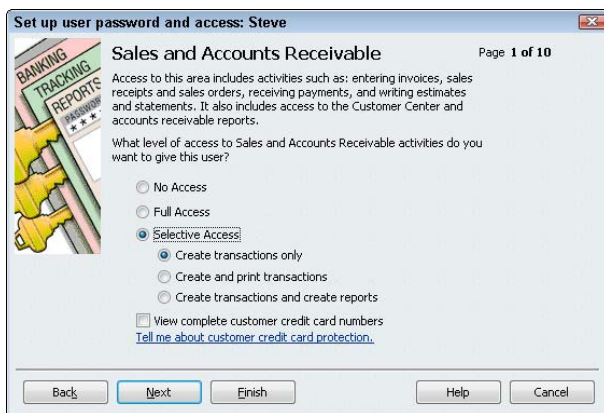 Set up user password and access: Steve
BANKING
TRACKING
REPORTS
PASSWORD
****
Sales and Accounts Receivable
Page 1 of 10
Access to this area includes activities such as: entering invoices, sales
receipts and sales orders, receiving payments, and writing estimates
and statements. It also includes access to the Customer Center and
accounts receivable reports.
What level of access to Sales and Accounts Receivable activities do you
want to give this user?
No Access
Full Access
Selective Access
Create transactions only
Create and print transactions
Create transactions and create reports
View complete customer credit card numbers
Tell me about customer credit card protection.
Back
Next
Finish
Help
Cancel